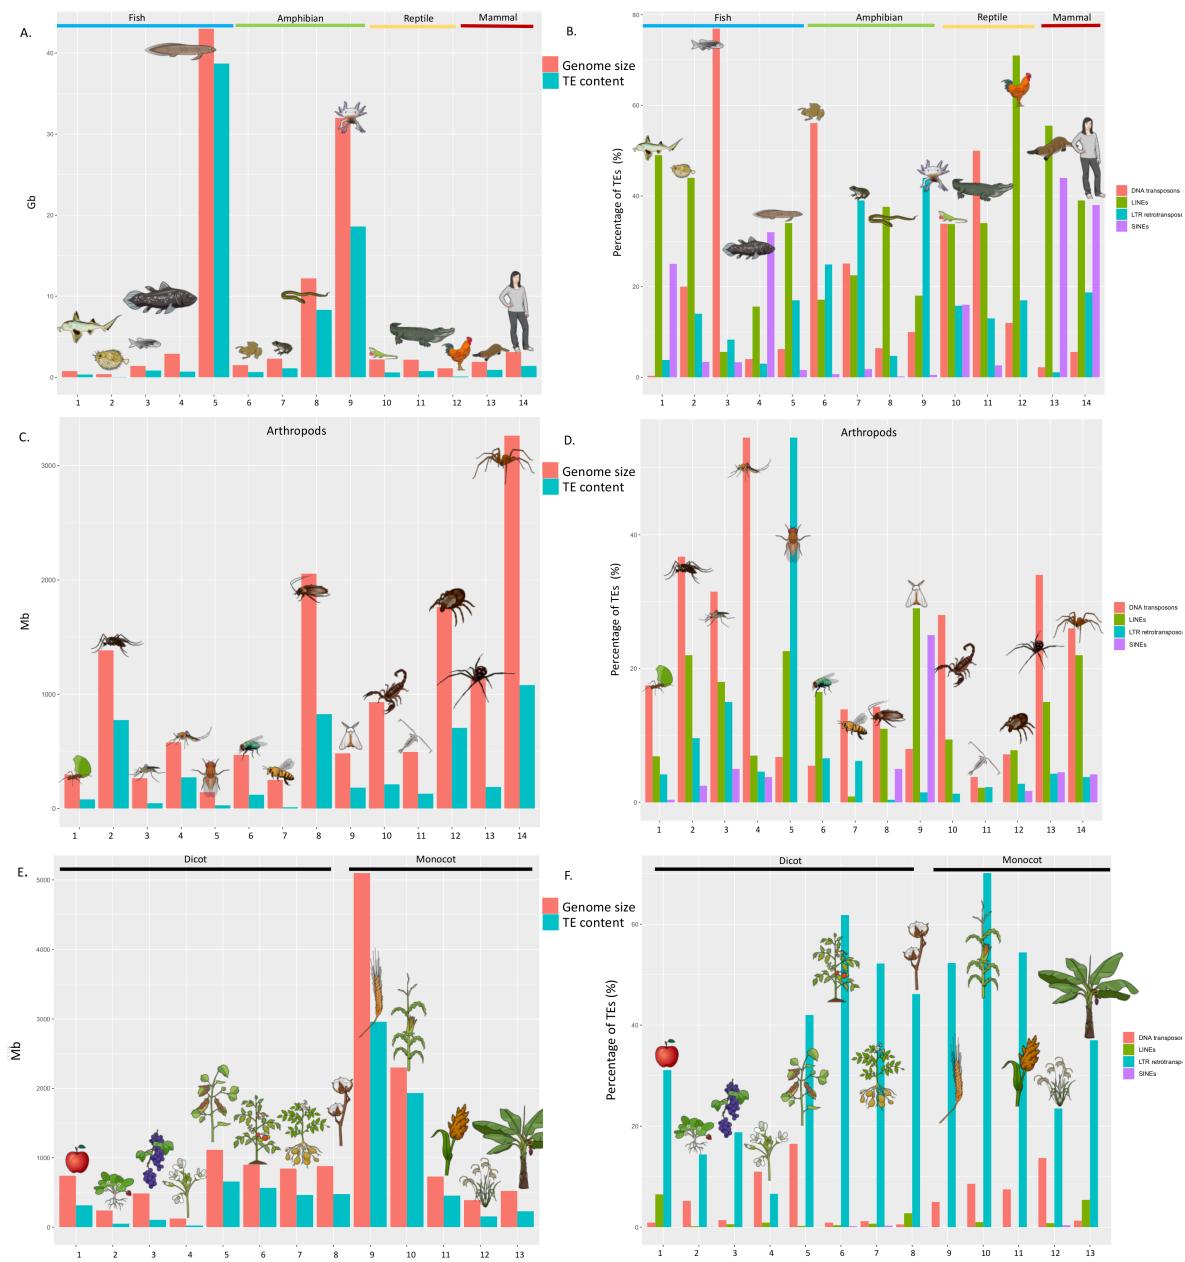 A.
Fish
Amphibian
Reptile
Mammal
Gb
40
30
20
10
0
1 2 3 4 5 6 7 8 9 10 11 12 13 14
Genome size
TE content
B.
Fish
Amphibian
Reptile
Mammal
Percentage of TEs (%)
80
60
40
20
0
1 2 3 4 5 6 7 8 9 10 11 12 13 14
DNA transposons
LINEs
LTR retrotranspos
SINEs
C.
Arthropods
Mb
3000
2000
1000
0
1 2 3 4 5 6 7 8 9 10 11 12 13 14
Genome size
TE content
D.
Arthropods
Percentage of TEs (%)
40
20
0
1 2 3 4 5 6 7 8 9 10 11 12 13 14
DNA transposons
LINEs
LTR retrotransposo
SINEs
E.
Dicot
Monocot
Mb
5000
4000
3000
2000
1000
0
1 2 3 4 5 6 7 8 9 10 11 12 13
Genome size
TE content
F.
Dicot
Monocot
Percentage of TEs (%)
60
40
20
0
1 2 3 4 5 6 7 8 9 10 11 12 13
DNA transposon
LINEs
LTR retrotransp
SINEs